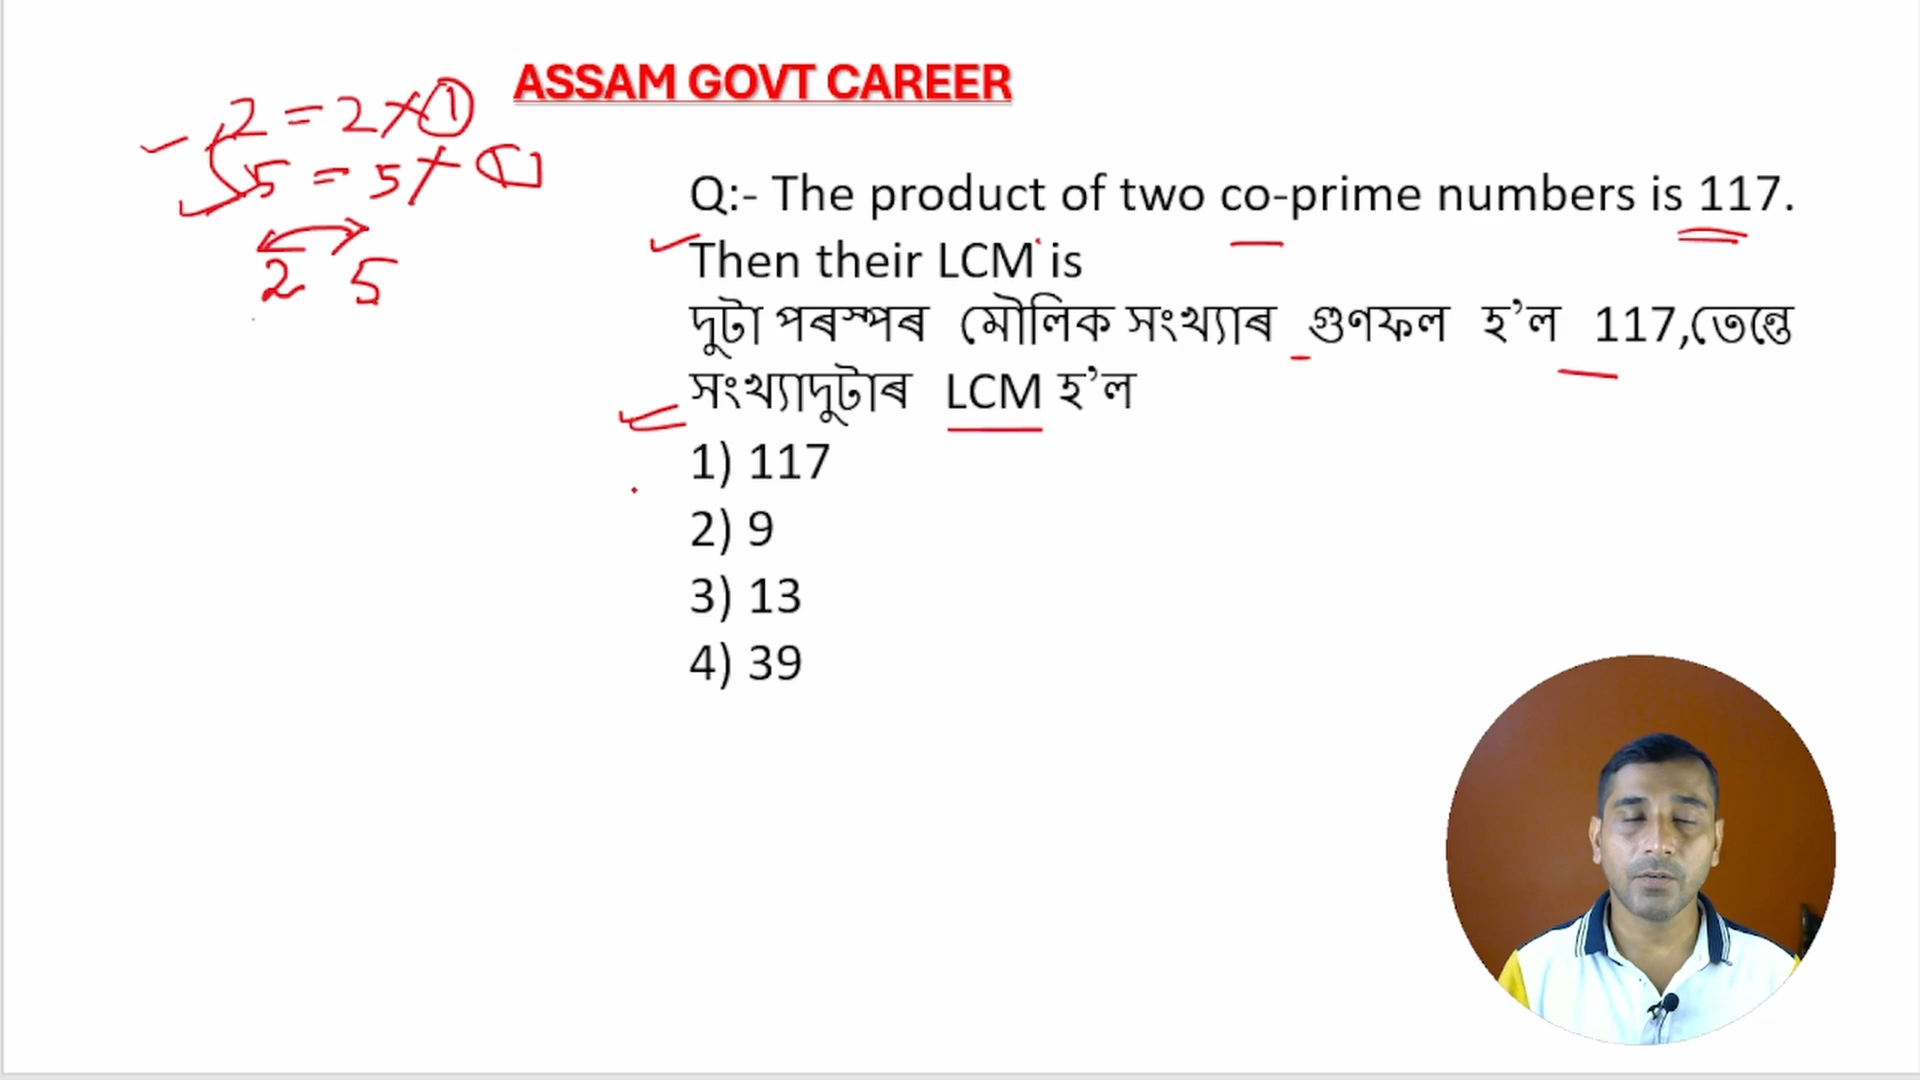 ASSAM GOVT CAREER
2 = 2 × 1
5 = 5 ×
2 5
Q:- The product of two co-prime numbers is 117.
Then their LCM is
দুটা পৰস্পৰ মৌলিক সংখ্যাৰ গুণফল হ’ল 117,তেন্তে
সংখ্যাদুটাৰ LCM হ’ল
1) 117
2) 9
3) 13
4) 39